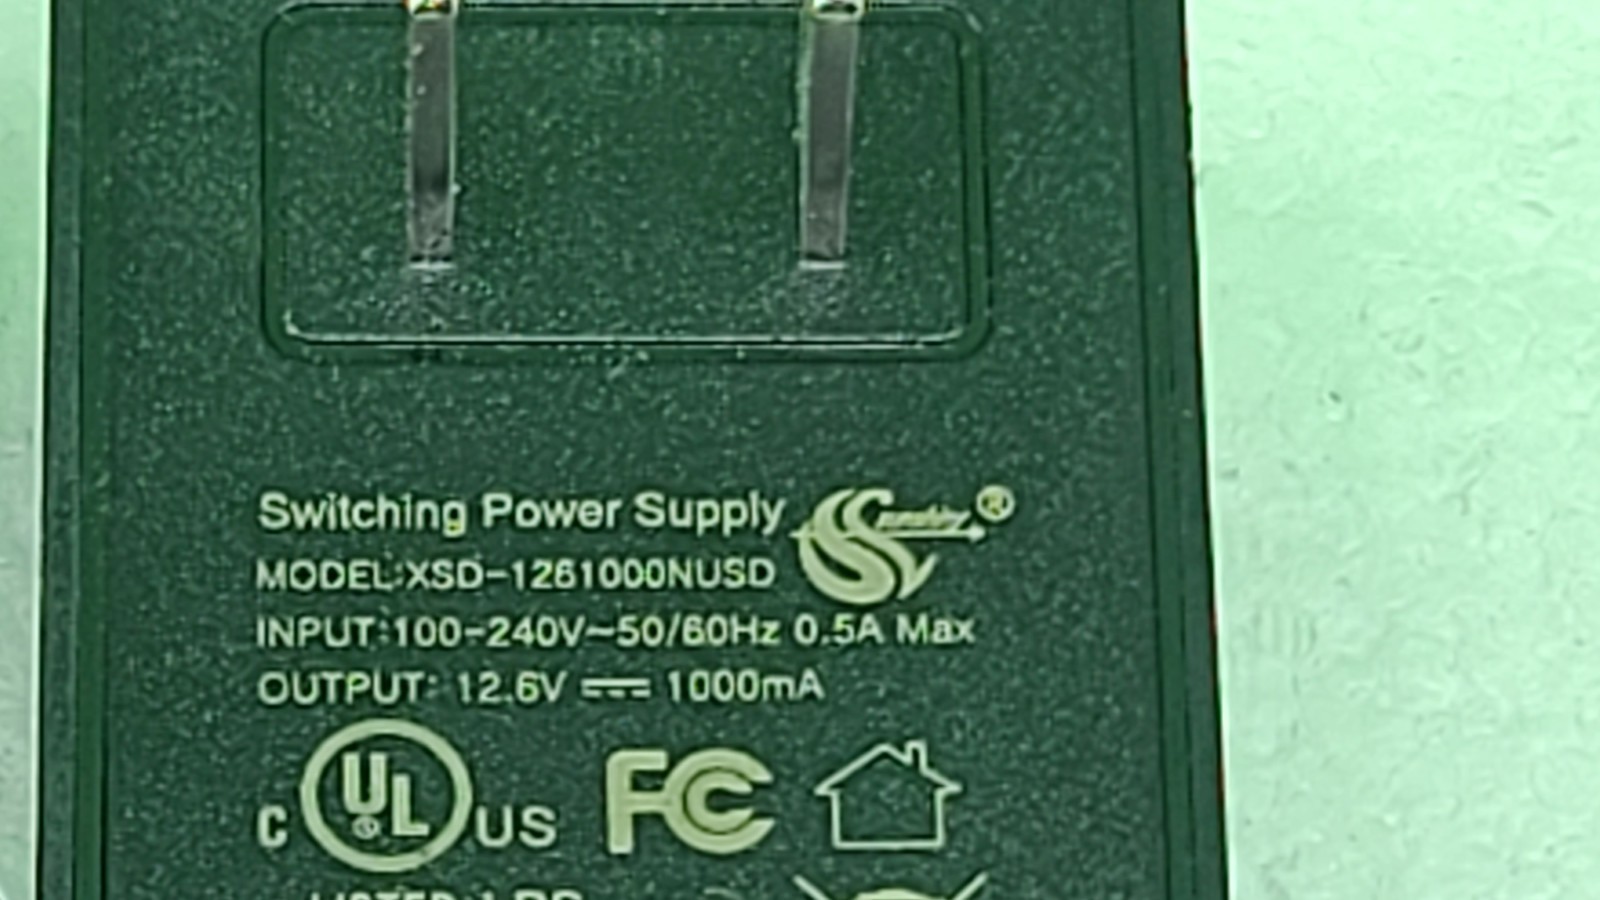 Switching Power Supply ®
MODEL:XSD-1261000NUSD
INPUT:100-240V~50/60Hz 0.5A Max
OUTPUT: 12.6V ⎓ 1000mA
C UL ® US FC